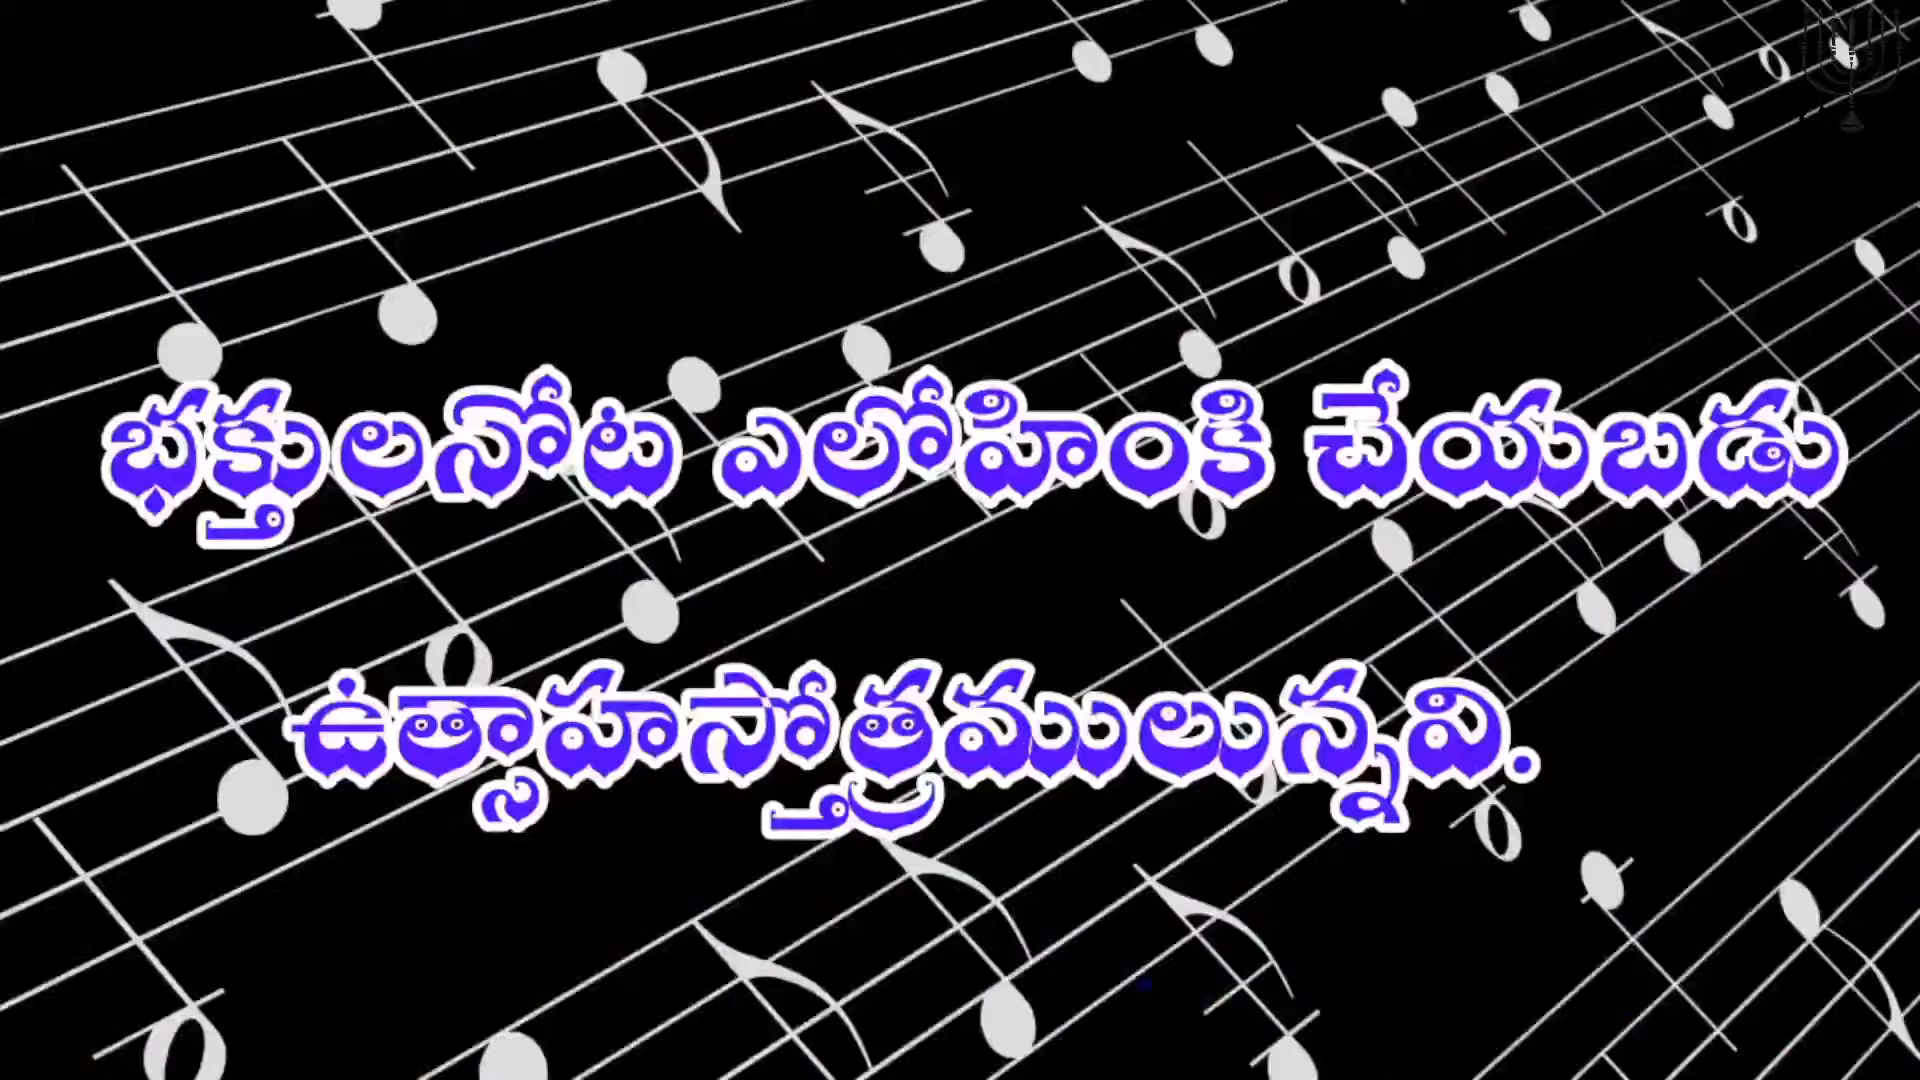 భక్తులనోట ఎలోహింకి చేయబడు
ఉత్సాహస్తోత్రములున్నవి.